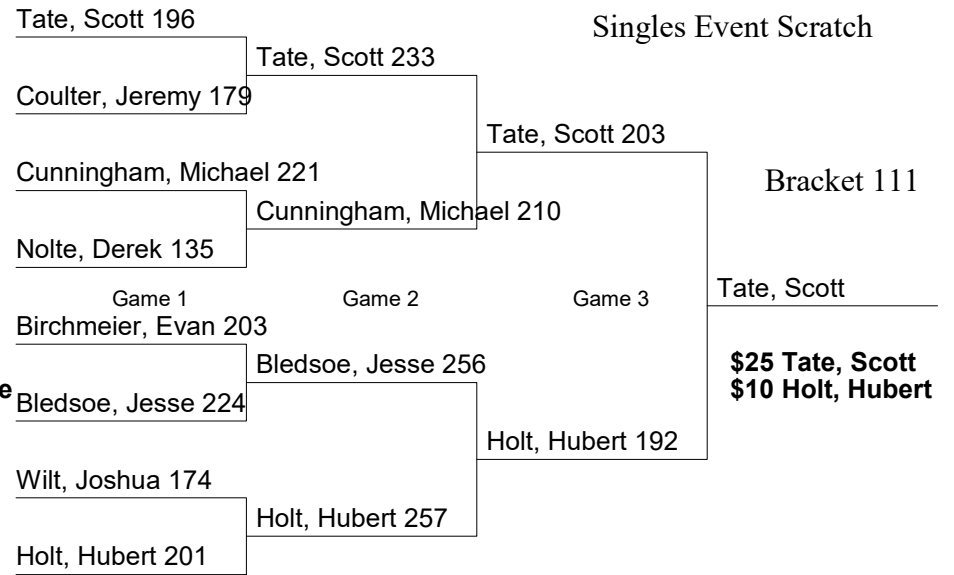 Tate, Scott 196
Singles Event Scratch
Tate, Scott 233
Coulter, Jeremy 179
Tate, Scott 203
Cunningham, Michael 221
Bracket 111
Cunningham, Michael 210
Nolte, Derek 135
Game 1
Game 2
Game 3
Tate, Scott
Birchmeier, Evan 203
Bledsoe, Jesse 256
$25 Tate, Scott
$10 Holt, Hubert
e
Bledsoe, Jesse 224
Holt, Hubert 192
Wilt, Joshua 174
Holt, Hubert 257
Holt, Hubert 201